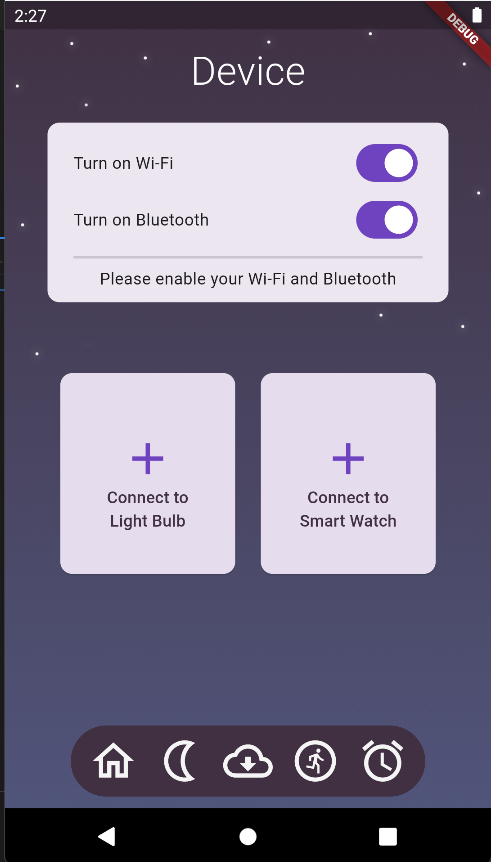 2:27
DEBUG
Device
Turn on Wi-Fi
Turn on Bluetooth
Please enable your Wi-Fi and Bluetooth
Connect to
Light Bulb
Connect to
Smart Watch